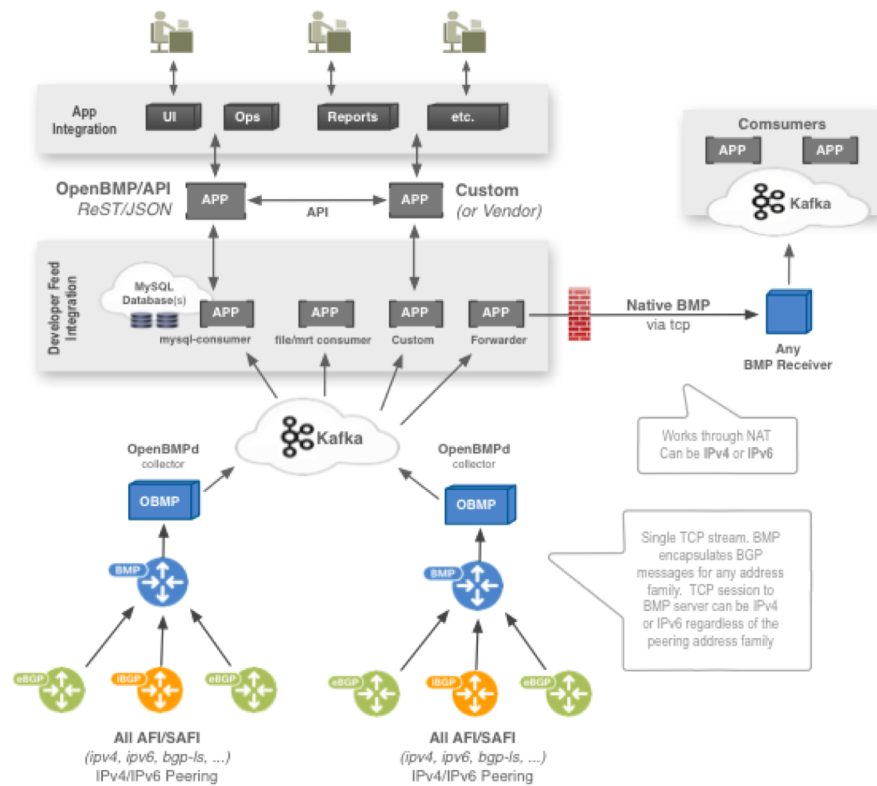 App
Integration
UI
Ops
Reports
etc.
Comsumers
APP
APP
Kafka
OpenBMP/API
ReST/JSON
APP
API
APP
Custom
(or Vendor)
Developer Feed
Integration
MySQL
Database(s)
APP
mysql-consumer
APP
file/mrt consumer
APP
Custom
APP
Forwarder
Native BMP
via tcp
Any
BMP Receiver
Kafka
Works through NAT
Can be IPv4 or IPv6
OpenBMPd
collector
OBMP
OpenBMPd
collector
OBMP
Single TCP stream. BMP
encapsulates BGP
messages for any address
family. TCP session to
BMP server can be IPv4
or IPv6 regardless of the
peering address family
BMP
BMP
eBGP
iBGP
eBGP
eBGP
iBGP
eBGP
All AFI/SAFI
(ipv4, ipv6, bgp-ls, ...)
IPv4/IPv6 Peering
All AFI/SAFI
(ipv4, ipv6, bgp-ls, ...)
IPv4/IPv6 Peering